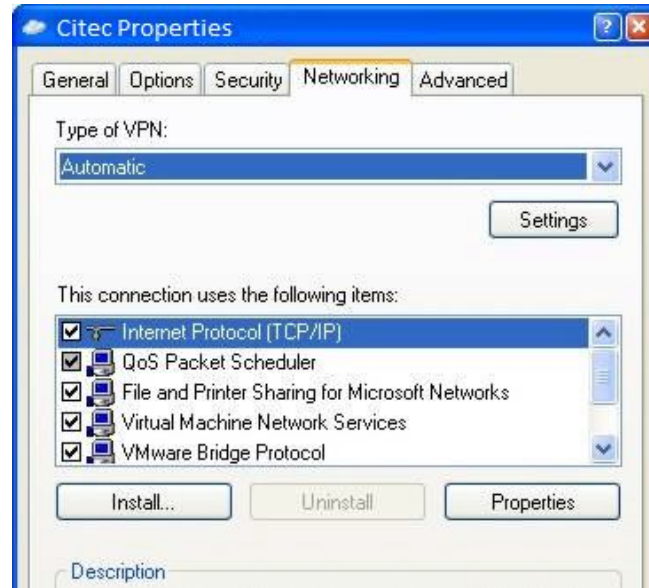 Citec Properties
General Options Security Networking Advanced
Type of VPN:
Automatic
Settings
This connection uses the following items:
Internet Protocol (TCP/IP)
QoS Packet Scheduler
File and Printer Sharing for Microsoft Networks
Virtual Machine Network Services
VMware Bridge Protocol
Install... Uninstall Properties
Description